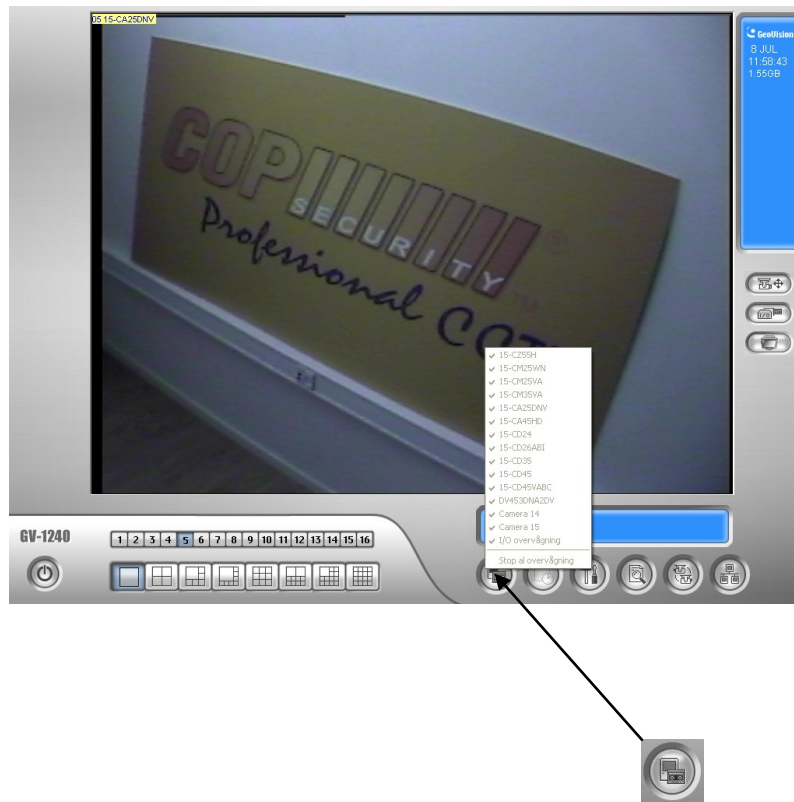 05 15-CA25DNV
GeoVision
8 JUL
11:58:43
1.55GB
COP
SECURITY
®
Professional CCTV
15-CZ55H
15-CM25WN
15-CM25VA
15-CM35VA
15-CA25DNV
15-CA45HD
15-CD24
15-CD26ABI
15-CD35
15-CD45
15-CD45VABC
DV453DNA2DV
Camera 14
Camera 15
I/O overvågning
Stop al overvågning
GV-1240
1 2 3 4 5 6 7 8 9 10 11 12 13 14 15 16
I/O